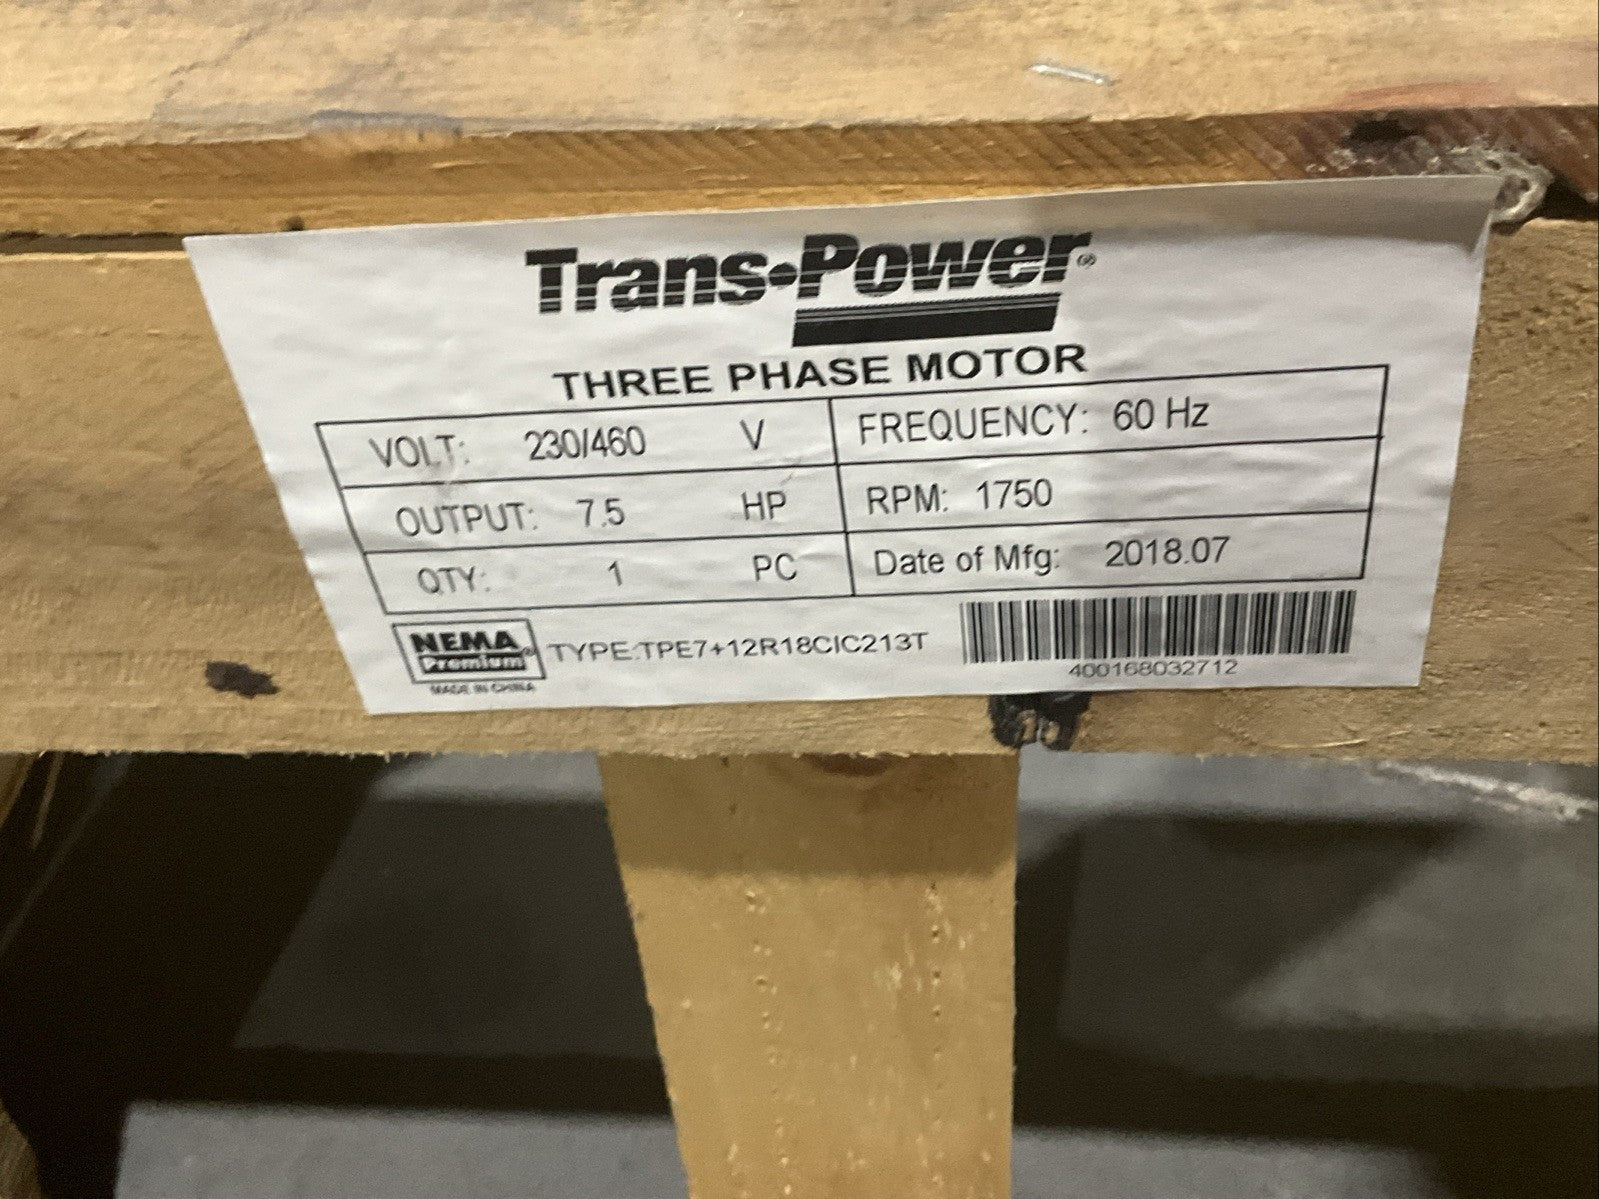 Trans•Power®
THREE PHASE MOTOR
VOLT: 230/460 V FREQUENCY: 60 Hz
OUTPUT: 7.5 HP RPM: 1750
QTY: 1 PC Date of Mfg: 2018.07
NEMA®
Premium
MADE IN CHINA
TYPE:TPE7+12R18CIC213T
400168032712